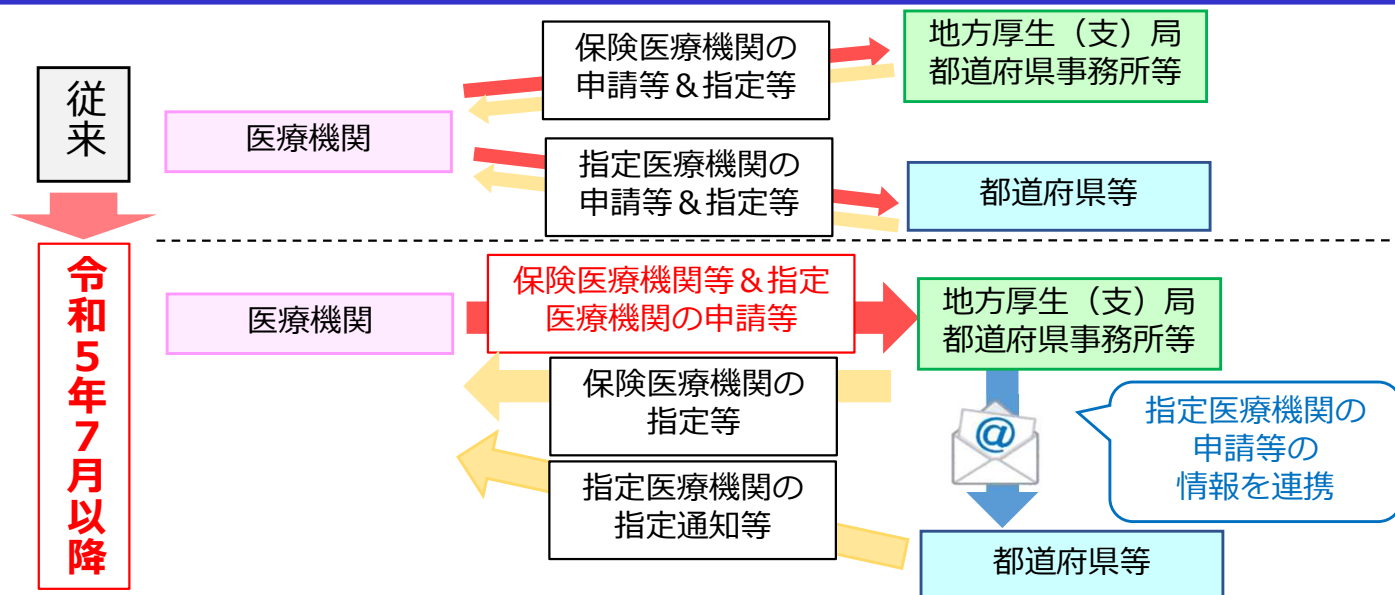 従来
医療機関
保険医療機関の
申請等＆指定等
地方厚生（支）局
都道府県事務所等
指定医療機関の
申請等＆指定等
都道府県等
令和５年７月以降
医療機関
保険医療機関等＆指定
医療機関の申請等
地方厚生（支）局
都道府県事務所等
保険医療機関の
指定等
@
指定医療機関の
申請等の
情報を連携
指定医療機関の
指定通知等
都道府県等